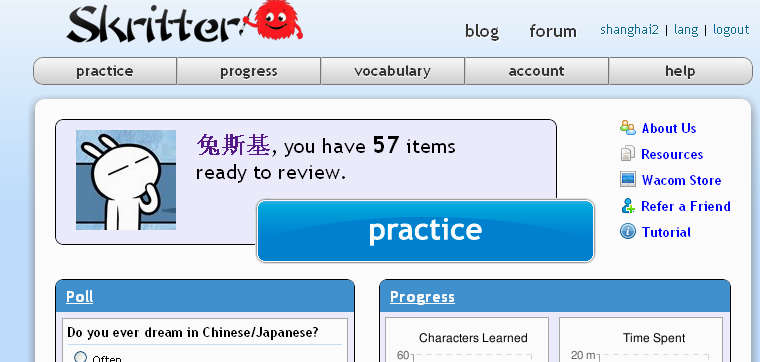 Skritter
blog forum shanghai2 | lang | logout
practice progress vocabulary account help
兔斯基, you have 57 items
ready to review.
practice
About Us
Resources
Wacom Store
Refer a Friend
Tutorial
Poll
Do you ever dream in Chinese/Japanese?
Often
Progress
Characters Learned
60
Time Spent
20 m